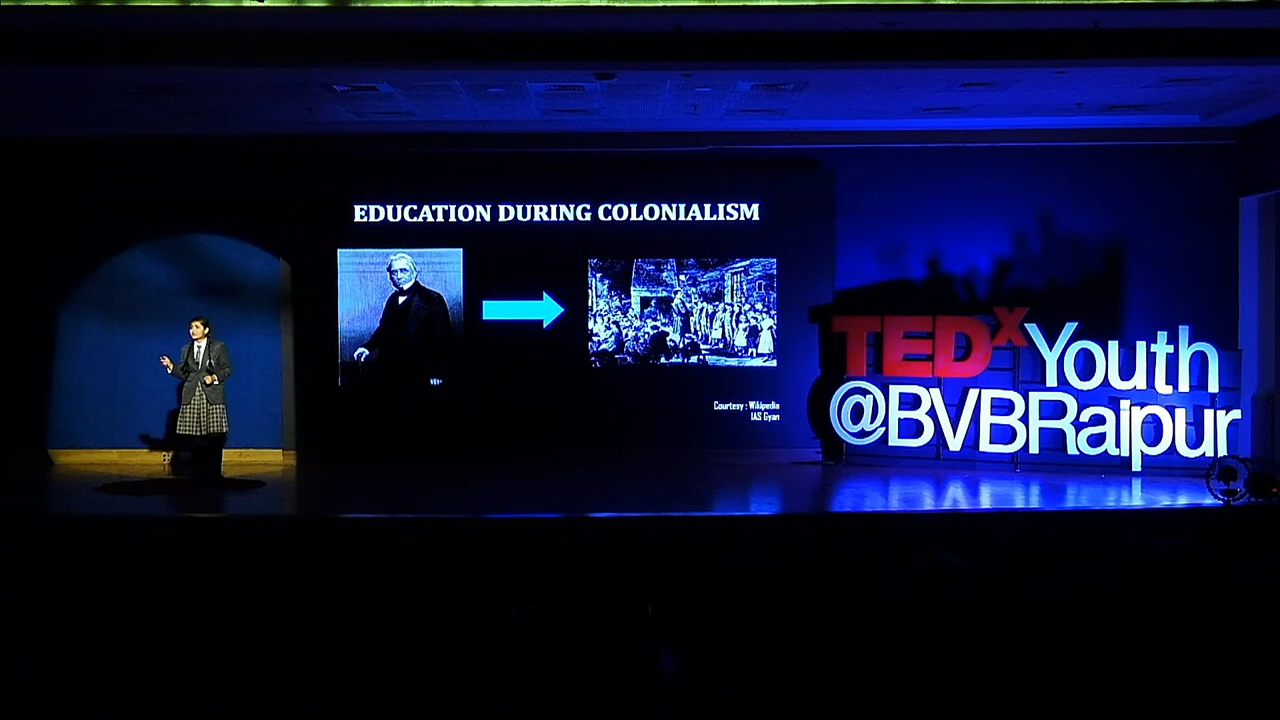 EDUCATION DURING COLONIALISM
Courtesy : Wikipedia
IAS Gyan
TEDx Youth
@BVBRaipur